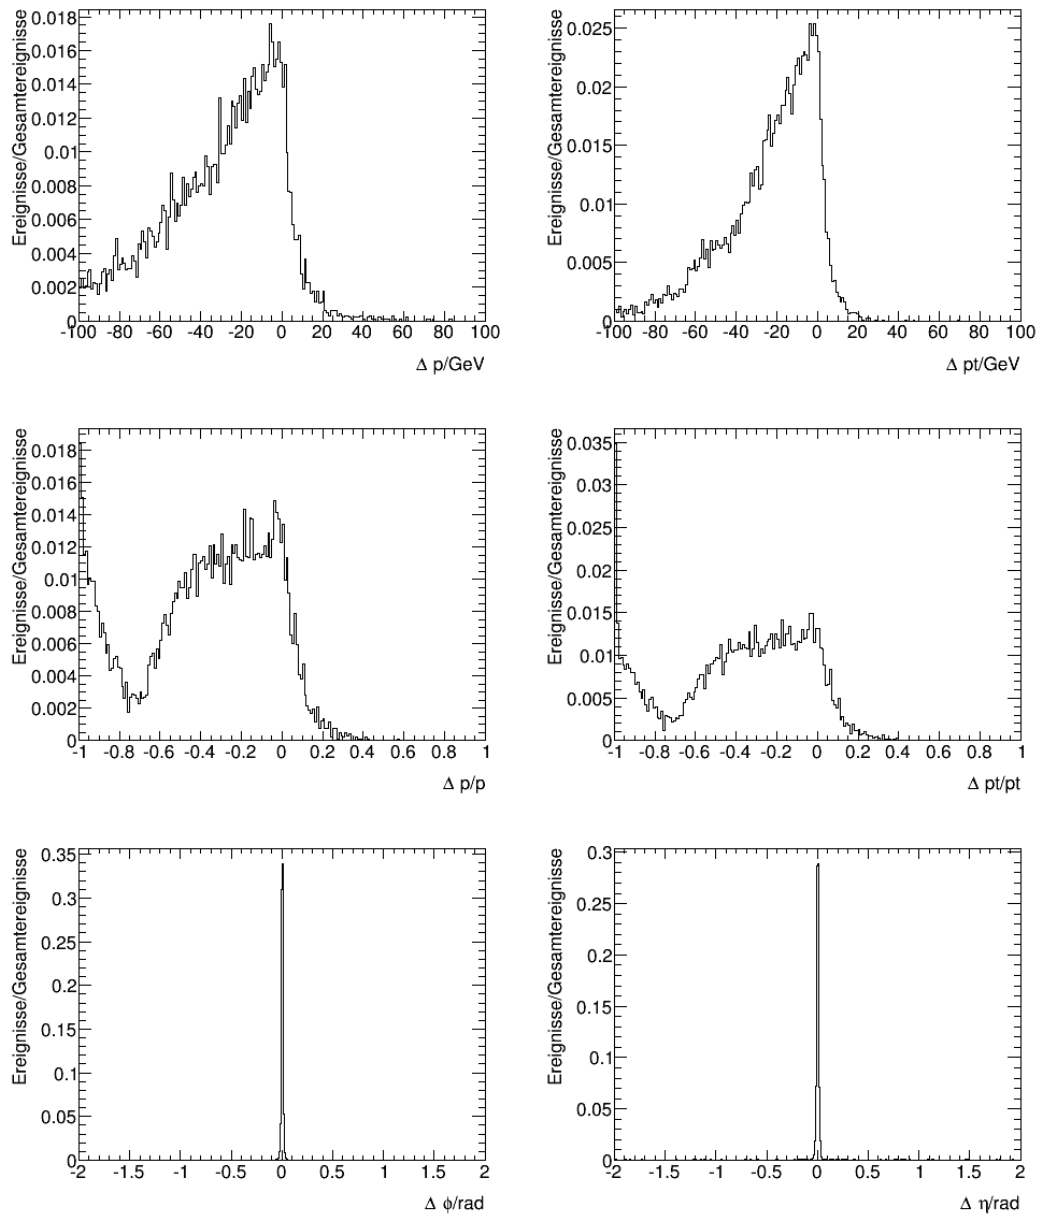 Ereignisse/Gesamtereignisse
0.018
0.016
0.014
0.012
0.01
0.008
0.006
0.004
0.002
0
-100 -80 -60 -40 -20 0 20 40 60 80 100
Δ p/GeV
Ereignisse/Gesamtereignisse
0.025
0.02
0.015
0.01
0.005
0
-100 -80 -60 -40 -20 0 20 40 60 80 100
Δ pt/GeV
Ereignisse/Gesamtereignisse
0.018
0.016
0.014
0.012
0.01
0.008
0.006
0.004
0.002
0
-1 -0.8 -0.6 -0.4 -0.2 0 0.2 0.4 0.6 0.8 1
Δ p/p
Ereignisse/Gesamtereignisse
0.035
0.03
0.025
0.02
0.015
0.01
0.005
0
-1 -0.8 -0.6 -0.4 -0.2 0 0.2 0.4 0.6 0.8 1
Δ pt/pt
Ereignisse/Gesamtereignisse
0.35
0.3
0.25
0.2
0.15
0.1
0.05
0
-2 -1.5 -1 -0.5 0 0.5 1 1.5 2
Δ ϕ/rad
Ereignisse/Gesamtereignisse
0.3
0.25
0.2
0.15
0.1
0.05
0
-2 -1.5 -1 -0.5 0 0.5 1 1.5 2
Δ η/rad